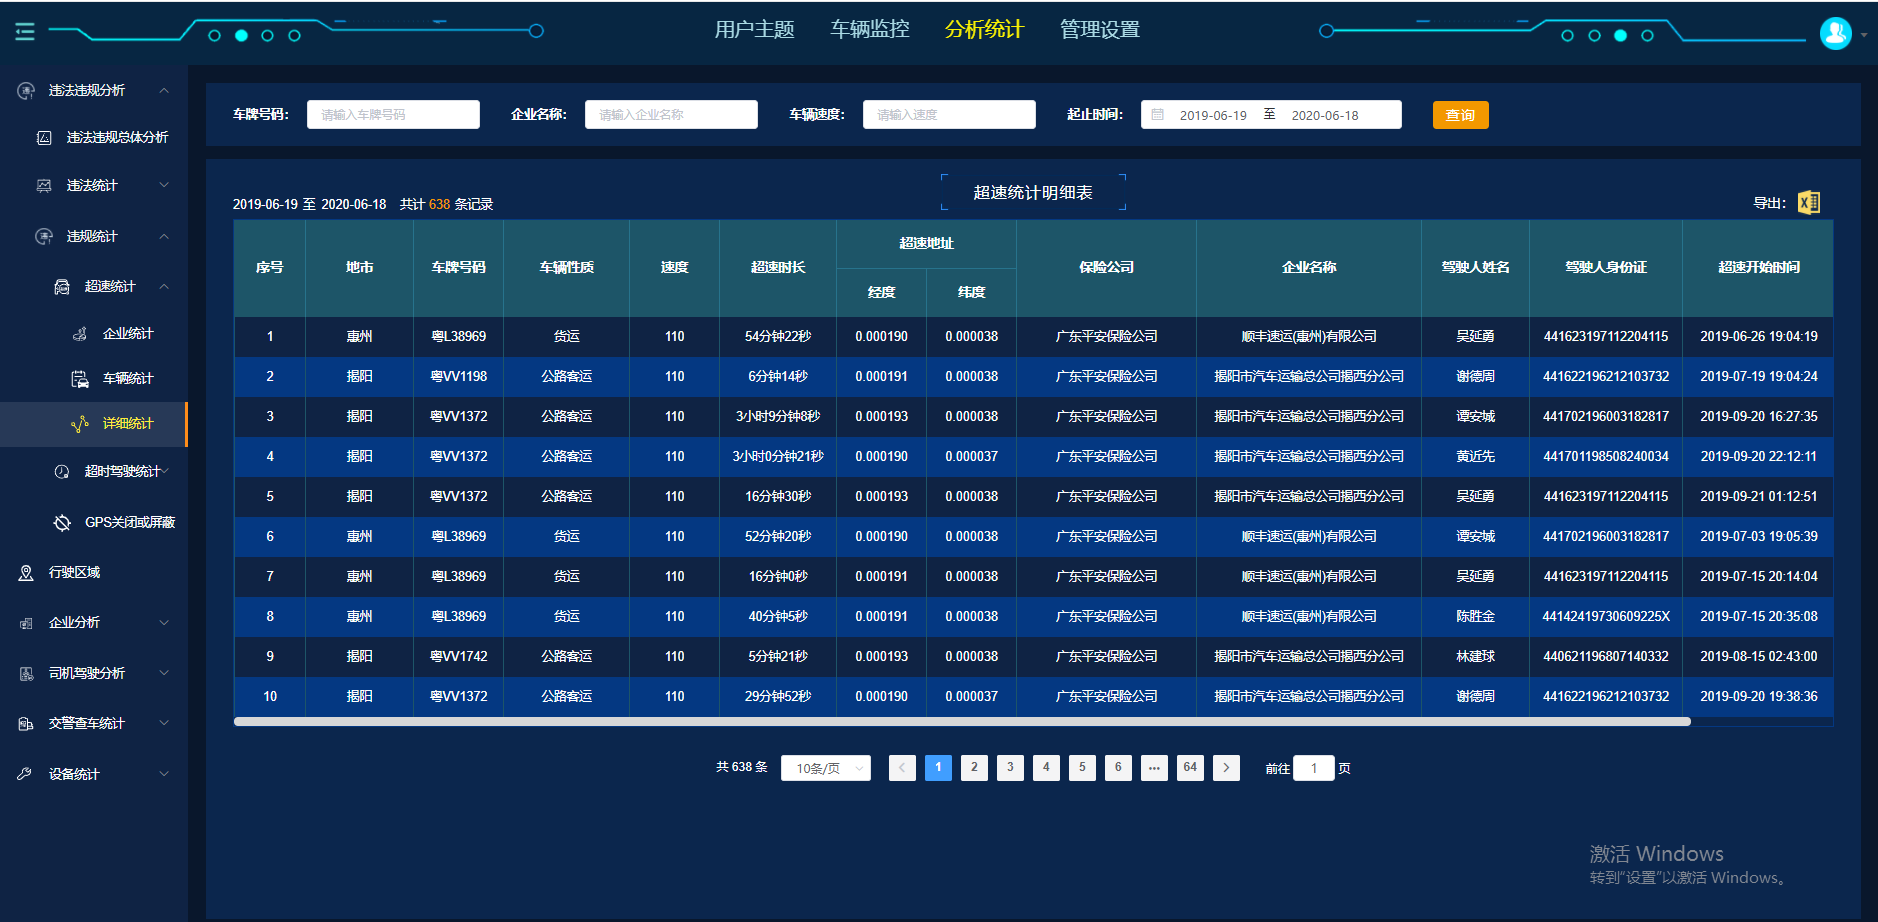 用户主题 车辆监控 分析统计 管理设置
违法违规分析
违法违规总体分析
违法统计
违规统计
超速统计
企业统计
车辆统计
详细统计
超时驾驶统计
GPS关闭或屏蔽
行驶区域
企业分析
司机驾驶分析
交警查车统计
设备统计
车牌号码: 请输入车牌号码 企业名称: 请输入企业名称 车辆速度: 请输入速度 起止时间: 2019-06-19 至 2020-06-18 查询
超速统计明细表
2019-06-19 至 2020-06-18 共计 638 条记录 导出:
序号 地市 车牌号码 车辆性质 速度 超速时长 超速地址 保险公司 企业名称 驾驶人姓名 驾驶人身份证 超速开始时间
经度 纬度
1 惠州 粤L38969 货运 110 54分钟22秒 0.000190 0.000038 广东平安保险公司 顺丰速运(惠州)有限公司 吴延勇 441623197112204115 2019-06-26 19:04:19
2 揭阳 粤VV1198 公路客运 110 6分钟14秒 0.000191 0.000038 广东平安保险公司 揭阳市汽车运输总公司揭西分公司 谢德周 441622196212103732 2019-07-19 19:04:24
3 揭阳 粤VV1372 公路客运 110 3小时9分钟8秒 0.000193 0.000038 广东平安保险公司 揭阳市汽车运输总公司揭西分公司 谭安城 441702196003182817 2019-09-20 16:27:35
4 揭阳 粤VV1372 公路客运 110 3小时0分钟21秒 0.000190 0.000037 广东平安保险公司 揭阳市汽车运输总公司揭西分公司 黄近先 441701198508240034 2019-09-20 22:12:11
5 揭阳 粤VV1372 公路客运 110 16分钟30秒 0.000193 0.000038 广东平安保险公司 揭阳市汽车运输总公司揭西分公司 吴延勇 441623197112204115 2019-09-21 01:12:51
6 惠州 粤L38969 货运 110 52分钟20秒 0.000190 0.000038 广东平安保险公司 顺丰速运(惠州)有限公司 谭安城 441702196003182817 2019-07-03 19:05:39
7 惠州 粤L38969 货运 110 16分钟0秒 0.000191 0.000038 广东平安保险公司 顺丰速运(惠州)有限公司 吴延勇 441623197112204115 2019-07-15 20:14:04
8 惠州 粤L38969 货运 110 40分钟5秒 0.000191 0.000038 广东平安保险公司 顺丰速运(惠州)有限公司 陈胜金 44142419730609225X 2019-07-15 20:35:08
9 揭阳 粤VV1742 公路客运 110 5分钟21秒 0.000193 0.000038 广东平安保险公司 揭阳市汽车运输总公司揭西分公司 林建球 440621196807140332 2019-08-15 02:43:00
10 揭阳 粤VV1372 公路客运 110 29分钟52秒 0.000190 0.000037 广东平安保险公司 揭阳市汽车运输总公司揭西分公司 谢德周 441622196212103732 2019-09-20 19:38:36
共 638 条 10条/页 1 2 3 4 5 6 ... 64 前往 1 页
激活 Windows
转到“设置”以激活 Windows。